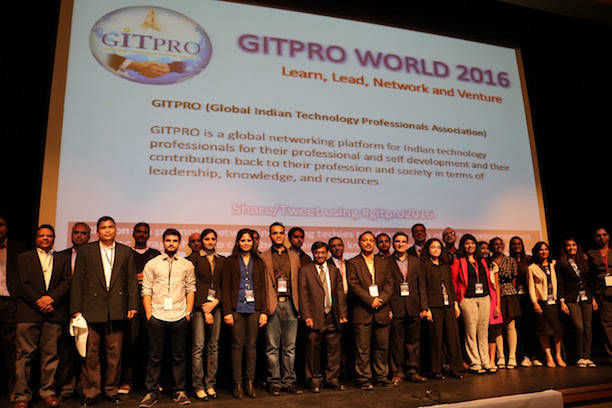 GITPRO
GITPRO WORLD 2016
Learn, Lead, Network and Venture
GITPRO (Global Indian Technology Professionals Association)
GITPRO is a global networking platform for Indian technology
professionals for their professional and self development and their
contribution back to their profession and society in terms of
leadership, knowledge, and resources
Share/Tweet using #gitpro2016